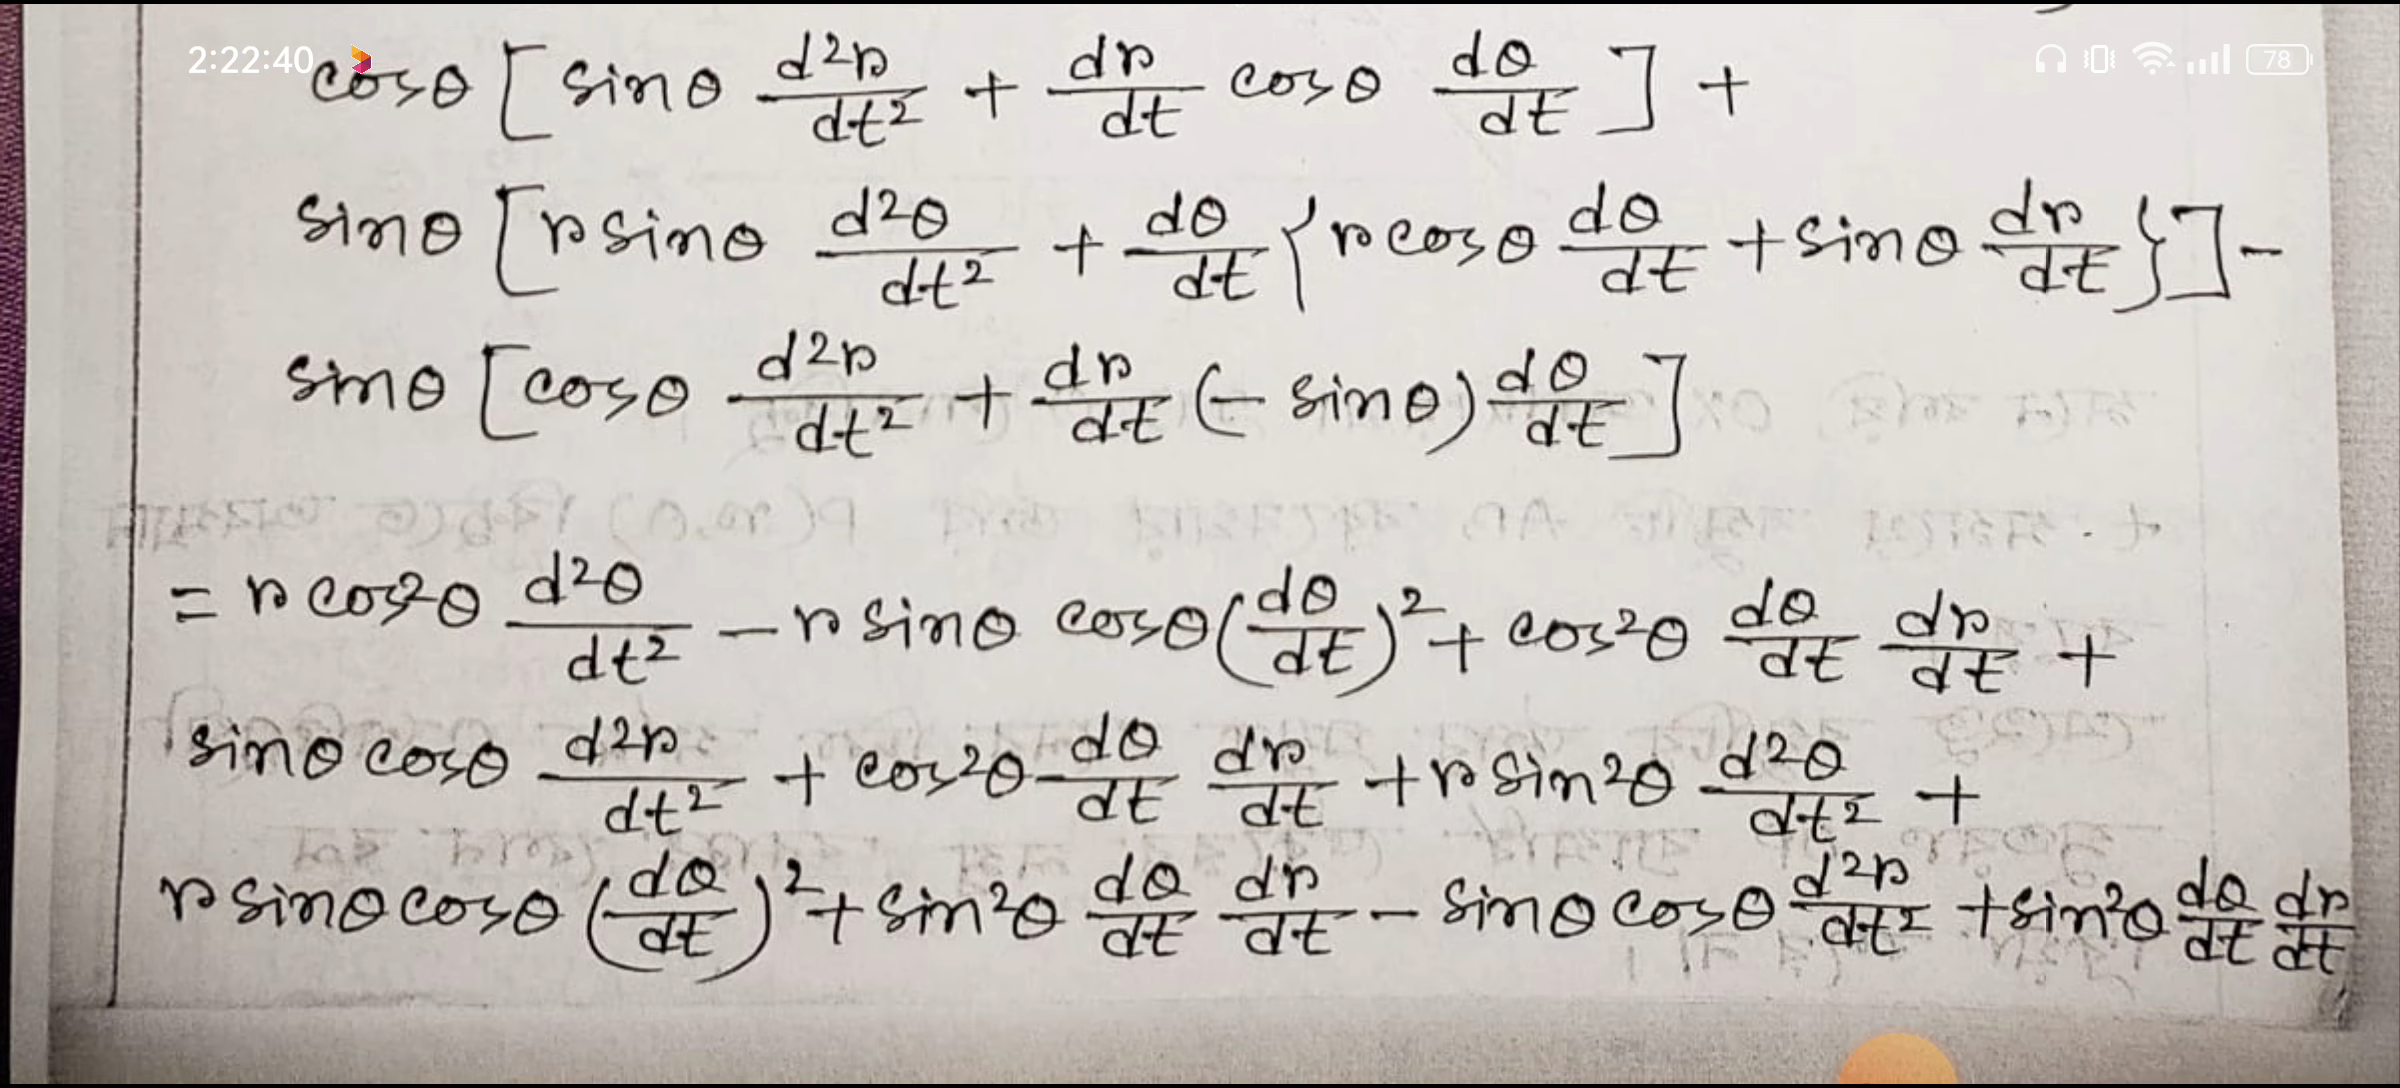 2:22:40 78
cosθ [ sinθ d²r/dt² + dr/dt cosθ dθ/dt ] +
sinθ [ r sinθ d²θ/dt² + dθ/dt { r cosθ dθ/dt + sinθ dr/dt } ] -
sinθ [ cosθ d²r/dt² + dr/dt (- sinθ) dθ/dt ]
= r cos²θ d²θ/dt² - r sinθ cosθ (dθ/dt)² + cos²θ dθ/dt dr/dt +
sinθ cosθ d²r/dt² + cos²θ dθ/dt dr/dt + r sin²θ d²θ/dt² +
r sinθ cosθ (dθ/dt)² + sin²θ dθ/dt dr/dt - sinθ cosθ d²r/dt² + sin²θ dθ/dt dr/dt